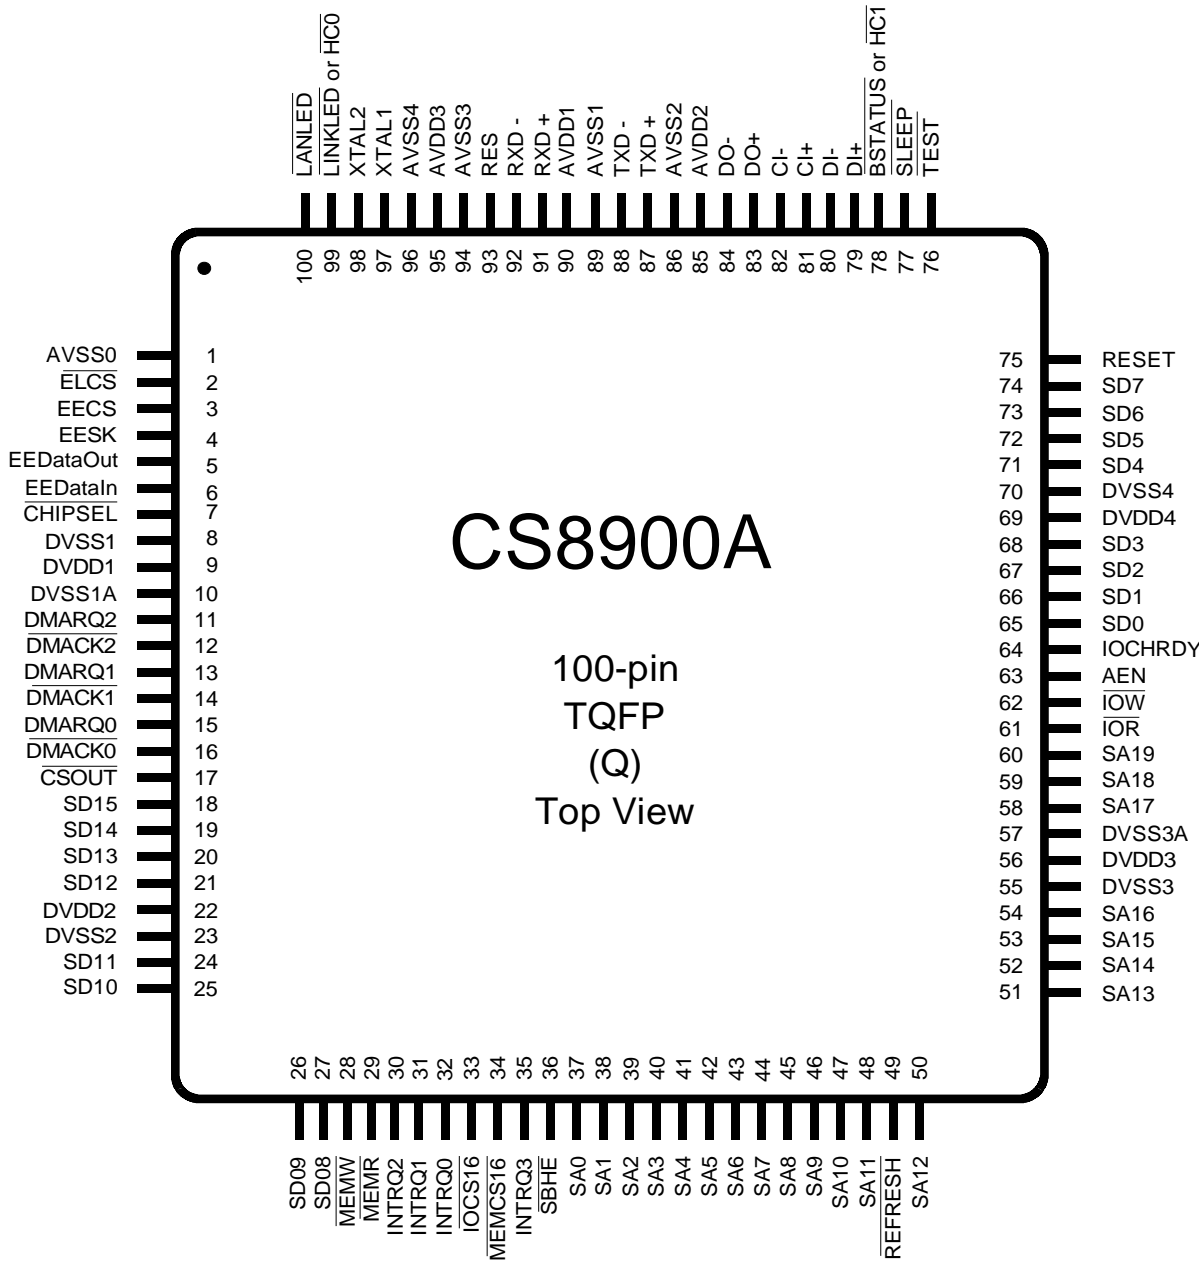 LANLED
LINKLED or HC0
XTAL2
XTAL1
AVSS4
AVDD3
AVSS3
RES
RXD -
RXD +
AVDD1
AVSS1
TXD -
TXD +
AVSS2
AVDD2
DO-
DO+
CI-
CI+
DI-
DI+
BSTATUS or HC1
SLEEP
TEST
100
99
98
97
96
95
94
93
92
91
90
89
88
87
86
85
84
83
82
81
80
79
78
77
76
AVSS0 1
ELCS 2
EECS 3
EESK 4
EEDataOut 5
EEDataIn 6
CHIPSEL 7
DVSS1 8
DVDD1 9
DVSS1A 10
DMARQ2 11
DMACK2 12
DMARQ1 13
DMACK1 14
DMARQ0 15
DMACK0 16
CSOUT 17
SD15 18
SD14 19
SD13 20
SD12 21
DVDD2 22
DVSS2 23
SD11 24
SD10 25
CS8900A
100-pin
TQFP
(Q)
Top View
75 RESET
74 SD7
73 SD6
72 SD5
71 SD4
70 DVSS4
69 DVDD4
68 SD3
67 SD2
66 SD1
65 SD0
64 IOCHRDY
63 AEN
62 IOW
61 IOR
60 SA19
59 SA18
58 SA17
57 DVSS3A
56 DVDD3
55 DVSS3
54 SA16
53 SA15
52 SA14
51 SA13
26
27
28
29
30
31
32
33
34
35
36
37
38
39
40
41
42
43
44
45
46
47
48
49
50
SD09
SD08
MEMW
MEMR
INTRQ2
INTRQ1
INTRQ0
IOCS16
MEMCS16
INTRQ3
SBHE
SA0
SA1
SA2
SA3
SA4
SA5
SA6
SA7
SA8
SA9
SA10
SA11
REFRESH
SA12